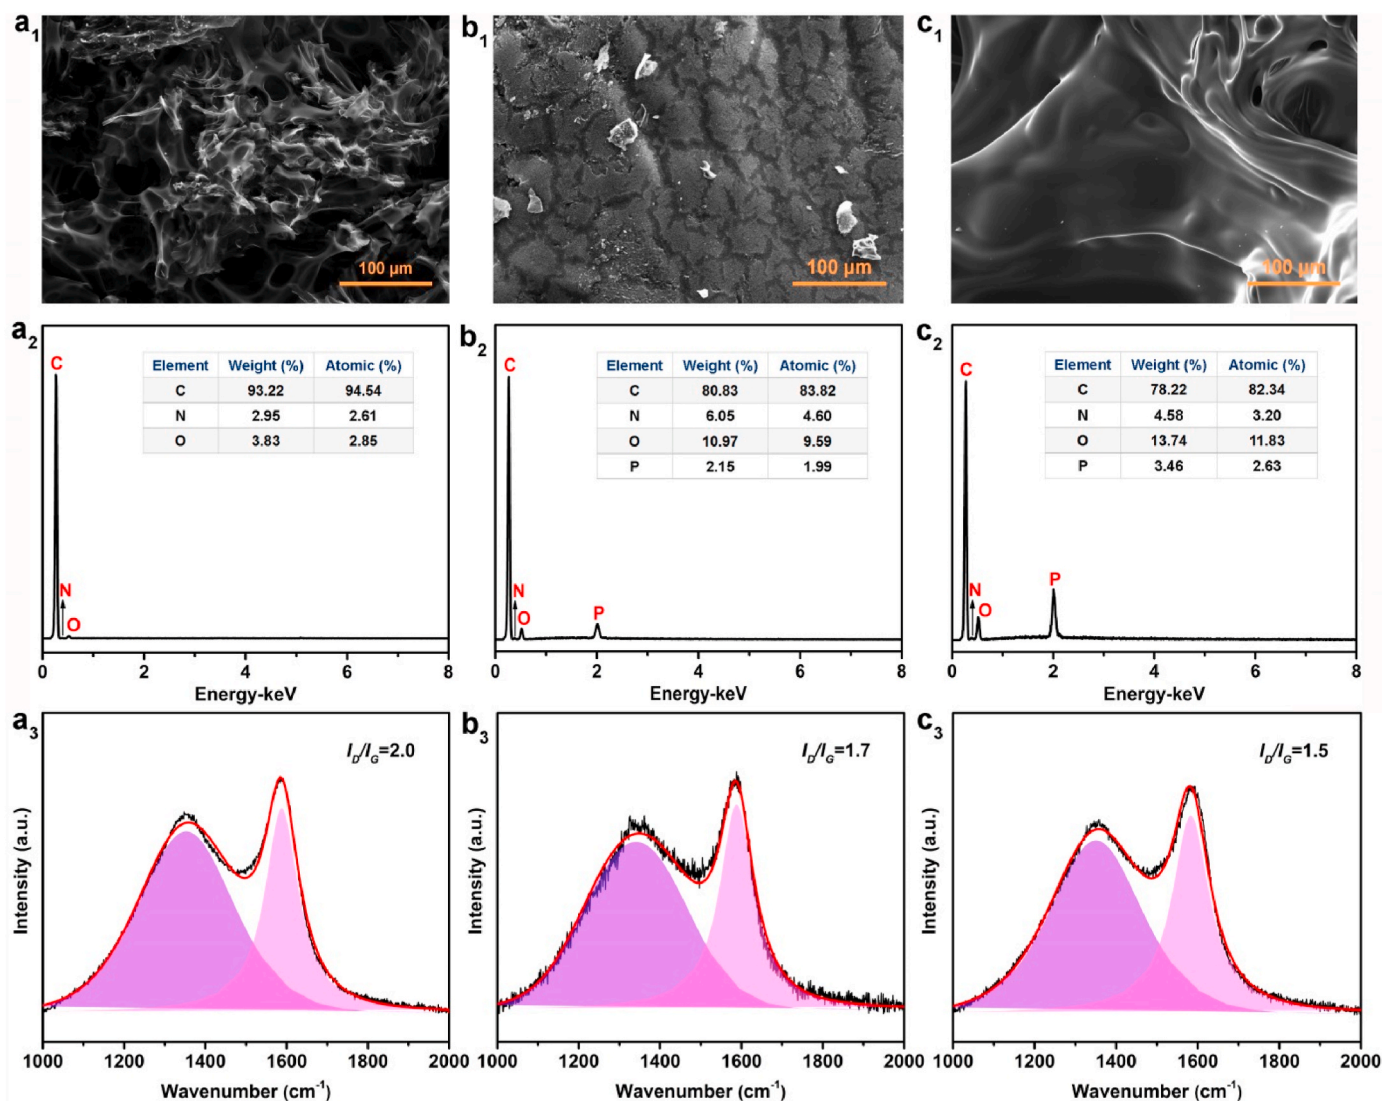 a1
100 μm
b1
100 μm
c1
100 μm
a2
C
N
O
Element Weight (%) Atomic (%)
C 93.22 94.54
N 2.95 2.61
O 3.83 2.85
0 2 4 6 8
Energy-keV
b2
C
N
O
P
Element Weight (%) Atomic (%)
C 80.83 83.82
N 6.05 4.60
O 10.97 9.59
P 2.15 1.99
0 2 4 6 8
Energy-keV
c2
C
N
O
P
Element Weight (%) Atomic (%)
C 78.22 82.34
N 4.58 3.20
O 13.74 11.83
P 3.46 2.63
0 2 4 6 8
Energy-keV
a3
ID/IG=2.0
Intensity (a.u.)
1000 1200 1400 1600 1800 2000
Wavenumber (cm-1)
b3
ID/IG=1.7
Intensity (a.u.)
1000 1200 1400 1600 1800 2000
Wavenumber (cm-1)
c3
ID/IG=1.5
Intensity (a.u.)
1000 1200 1400 1600 1800 2000
Wavenumber (cm-1)